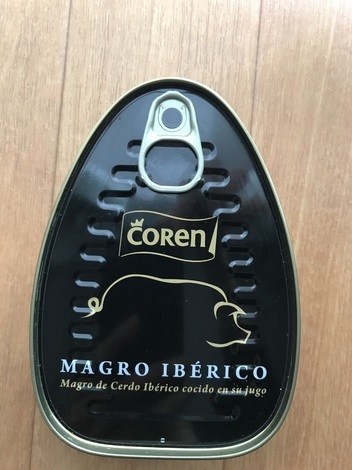 COREN
MAGRO IBÉRICO
Magro de Cerdo Ibérico cocido en su jugo